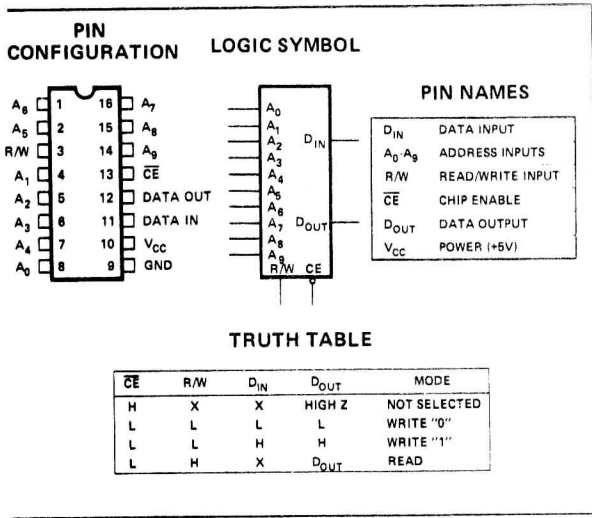 PIN
CONFIGURATION
LOGIC SYMBOL
A6 1 16 A7
A5 2 15 A8
R/W 3 14 A9
A1 4 13 CE
A2 5 12 DATA OUT
A3 6 11 DATA IN
A4 7 10 VCC
A0 8 9 GND
A0
A1
A2
A3
A4
A5
A6
A7
A8
A9
DIN
DOUT
R/W CE
PIN NAMES
DIN DATA INPUT
A0-A9 ADDRESS INPUTS
R/W READ/WRITE INPUT
CE CHIP ENABLE
DOUT DATA OUTPUT
VCC POWER (+5V)
TRUTH TABLE
CE R/W DIN DOUT MODE
H X X HIGH Z NOT SELECTED
L L L L WRITE "0"
L L H H WRITE "1"
L H X DOUT READ